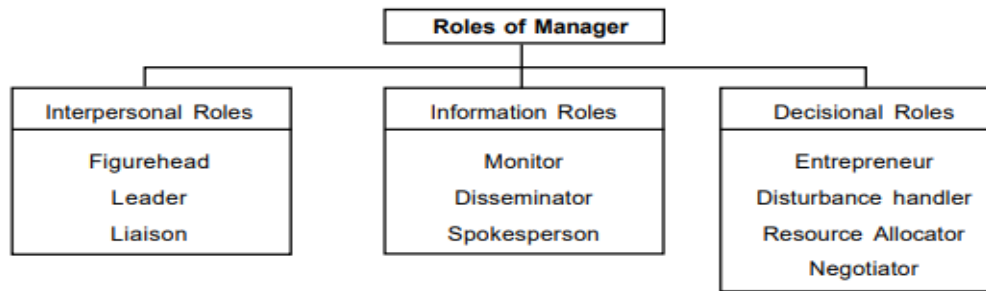 Roles of Manager
Interpersonal Roles
Figurehead
Leader
Liaison
Information Roles
Monitor
Disseminator
Spokesperson
Decisional Roles
Entrepreneur
Disturbance handler
Resource Allocator
Negotiator